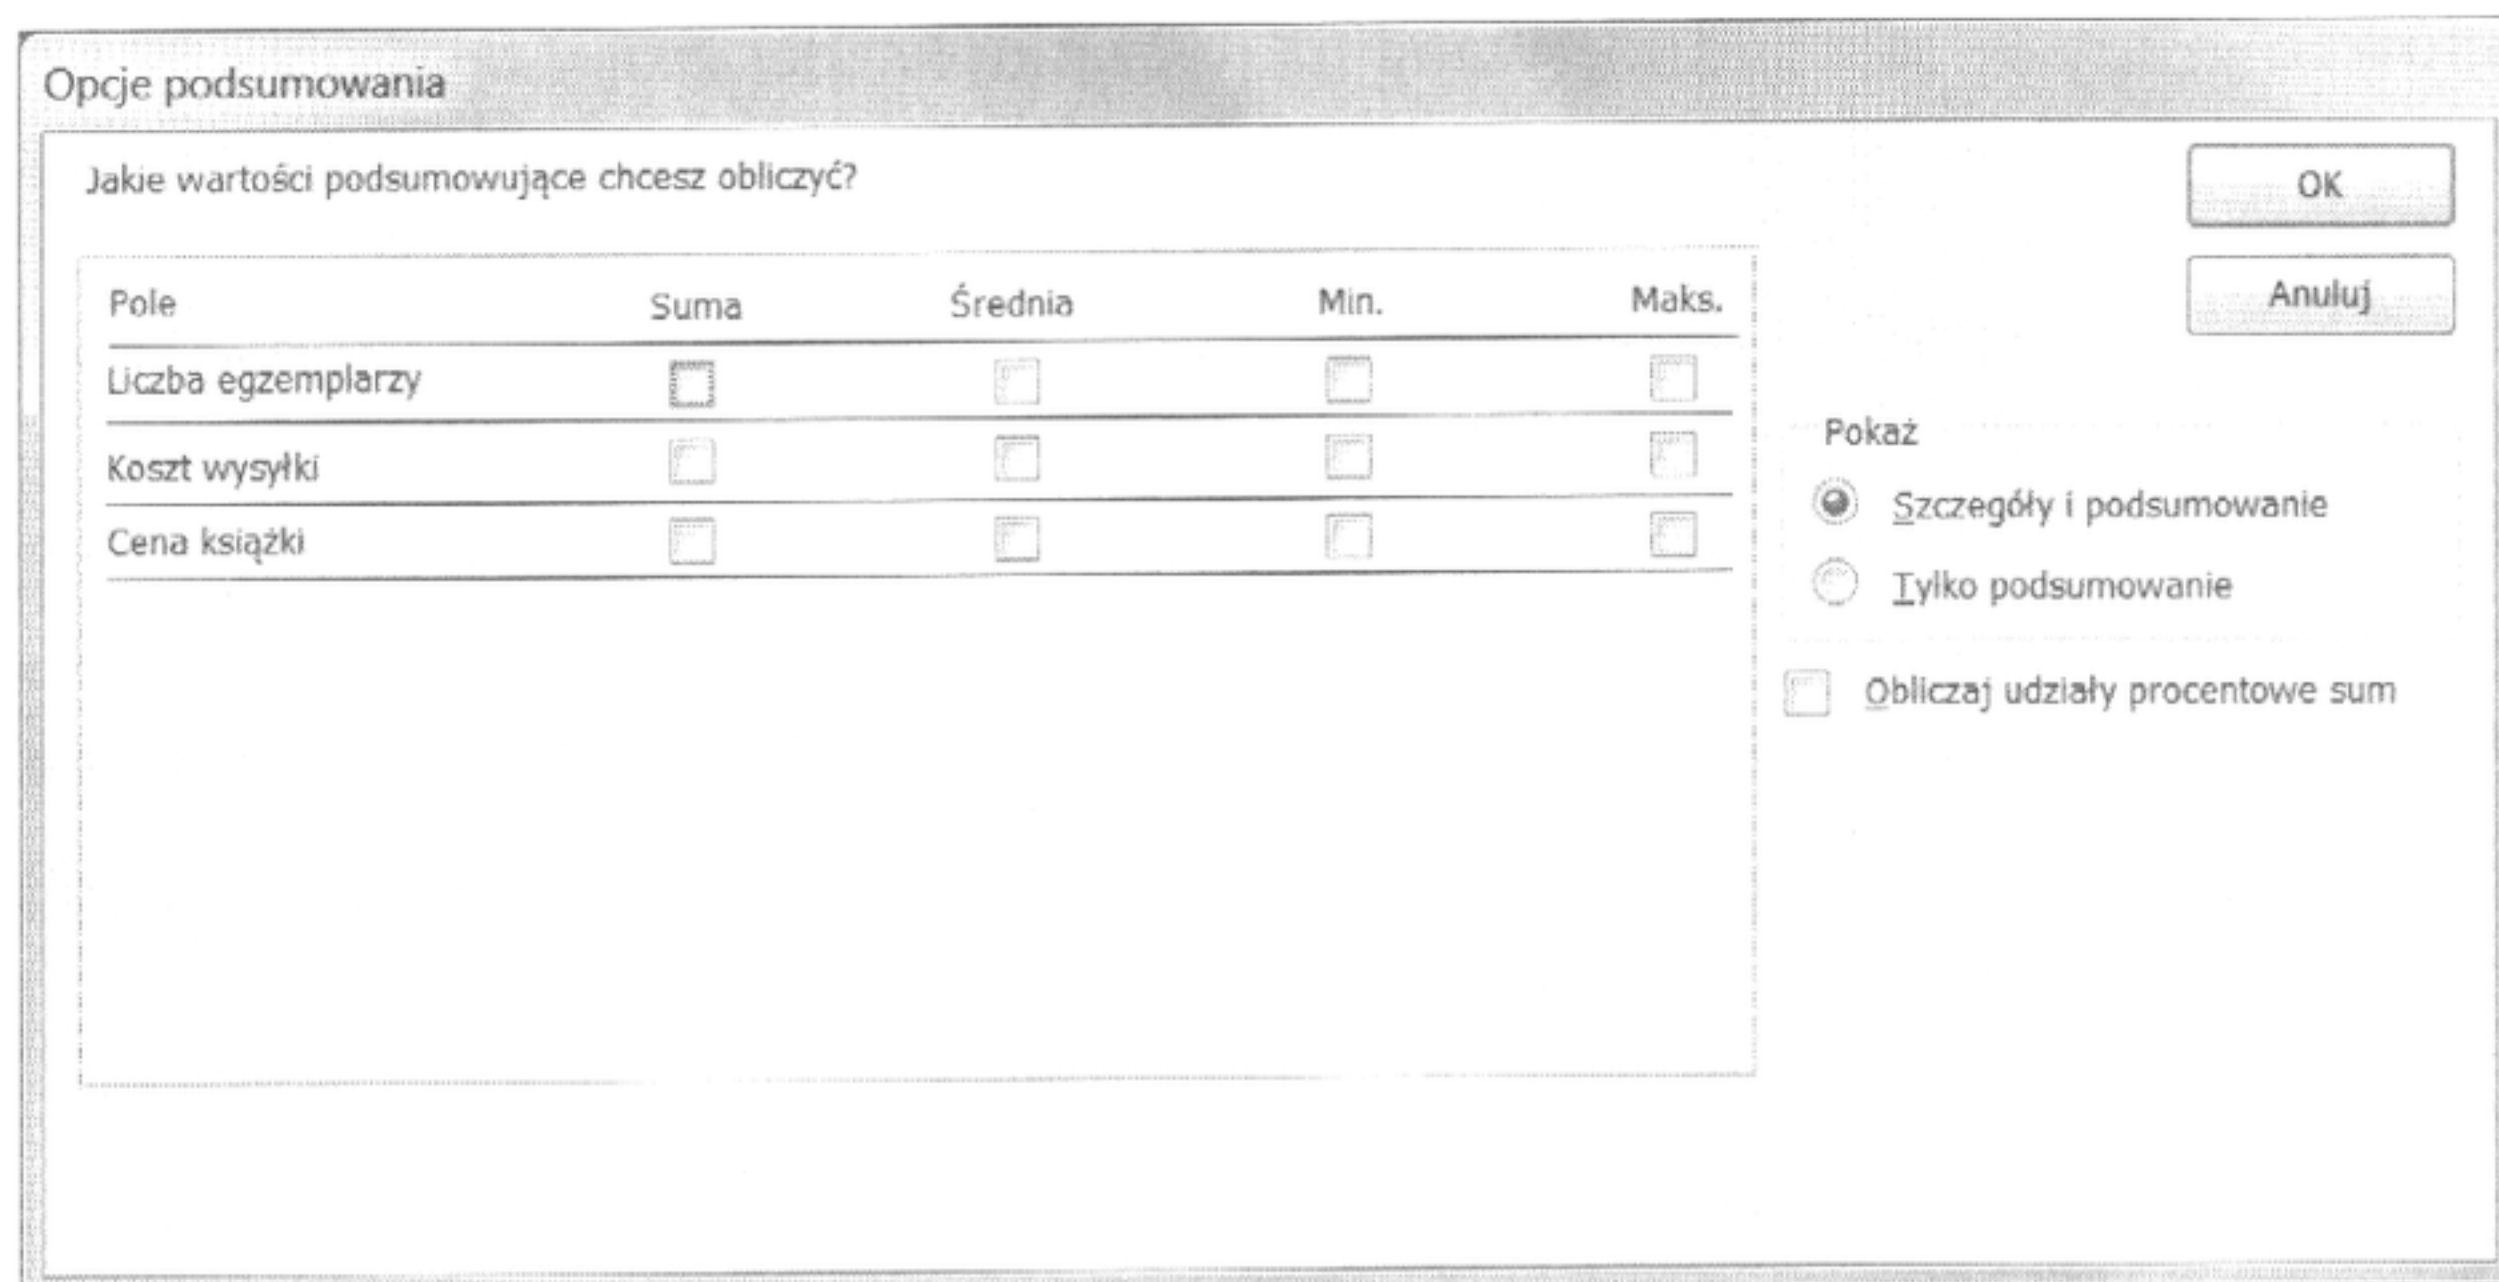 Opcje podsumowania
Jakie wartości podsumowujące chcesz obliczyć?
OK
Anuluj
Pole Suma Średnia Min. Maks.
Liczba egzemplarzy
Koszt wysyłki
Cena książki
Pokaż
Szczegóły i podsumowanie
Tylko podsumowanie
Obliczaj udziały procentowe sum